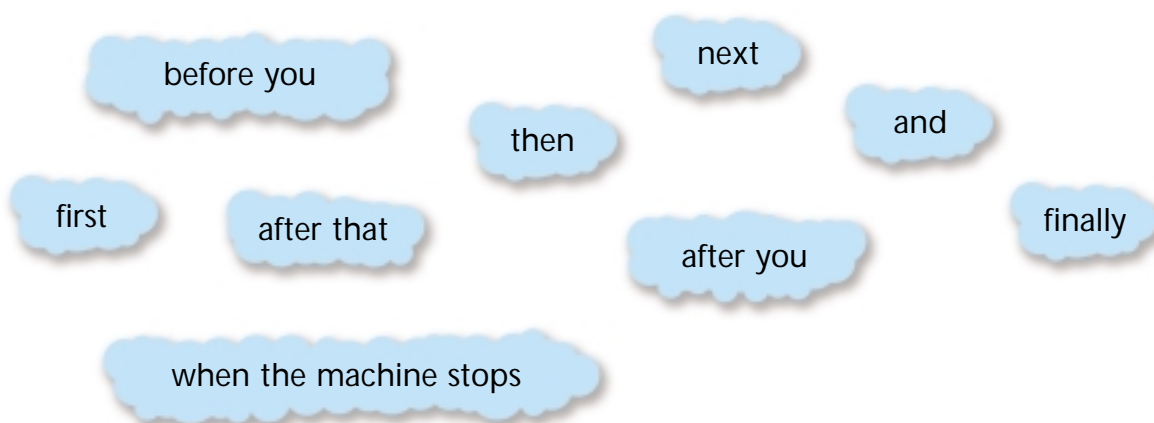 before you
next
then
and
first
after that
after you
finally
when the machine stops